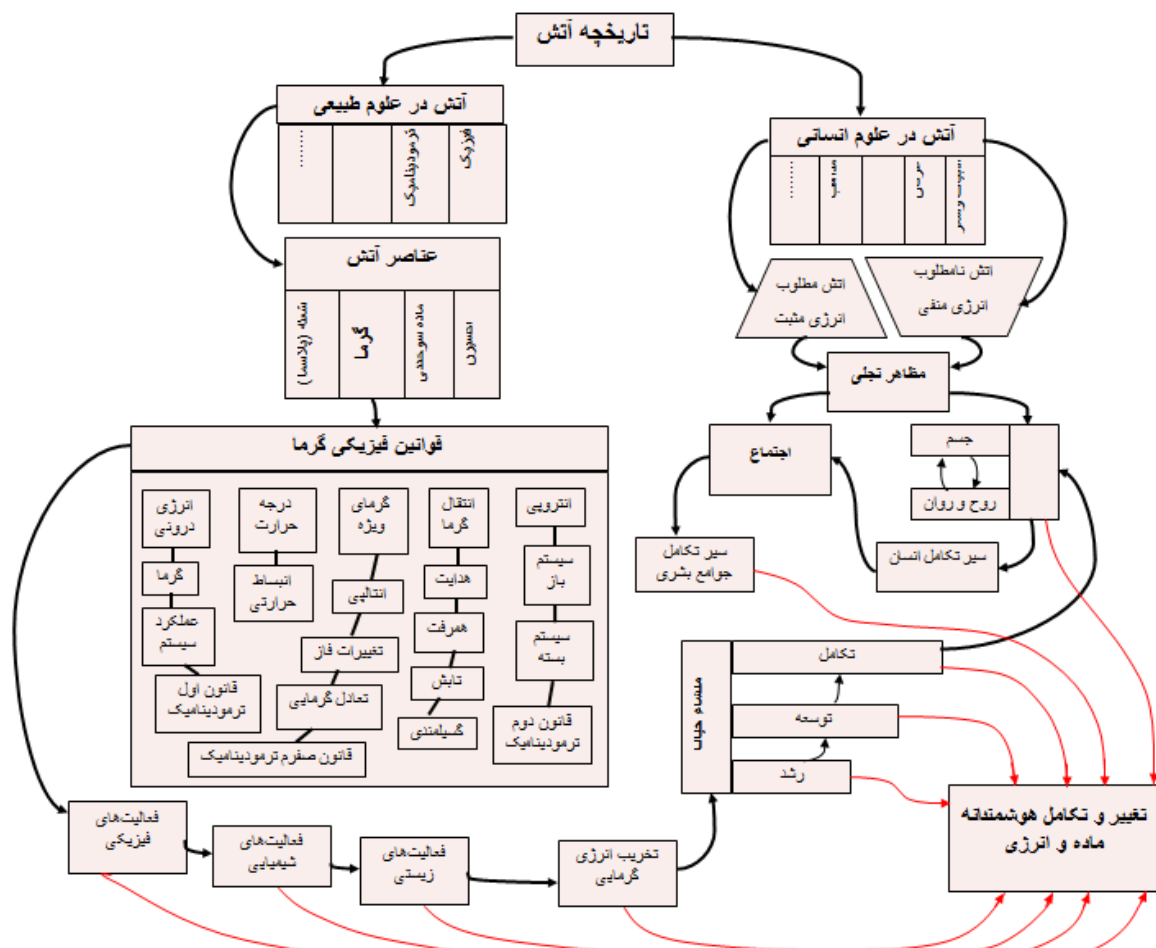 تاریخچه آتش
آتش در علوم طبیعی
فیزیک
ترمودینامیک
.........
آتش در علوم انسانی
.........
عناصر آتش
ماده سوختنی
گرما
شعله (پلاسما)
اتش نامطلوب
انرژی منفی
اتش مطلوب
انرژی مثبت
مظاهر تجلی
اجتماع
جسم
روح و روان
سیر تکامل انسان
سیر تکامل
جوامع بشری
قوانین فیزیکی گرما
انتروپی
سیستم
باز
سیستم
بسته
قانون دوم
ترمودینامیک
انتقال
گرما
هدایت
همرفت
تابش
گسیلمندی
گرمای
ویژه
انتالپی
تغییرات فاز
تعادل گرمایی
قانون صفرم ترمودینامیک
درجه
حرارت
انبساط
حرارتی
انرژی
درونی
گرما
عملکرد
سیستم
قانون اول
ترمودینامیک
تکامل
توسعه
رشد
فعالیت‌های
فیزیکی
فعالیت‌های
شیمیایی
فعالیت‌های
زیستی
تخریب انرژی
گرمایی
تغییر و تکامل هوشمندانه
ماده و انرژی